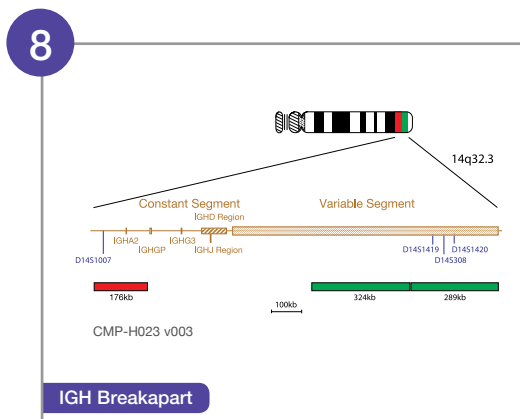 8
14q32.3
Constant Segment
Variable Segment
IGHD Region
IGHA2
IGHG3
IGHGP
IGHJ Region
D14S1007
D14S1419
D14S1420
D14S308
176kb
324kb
289kb
100kb
CMP-H023 v003
IGH Breakapart